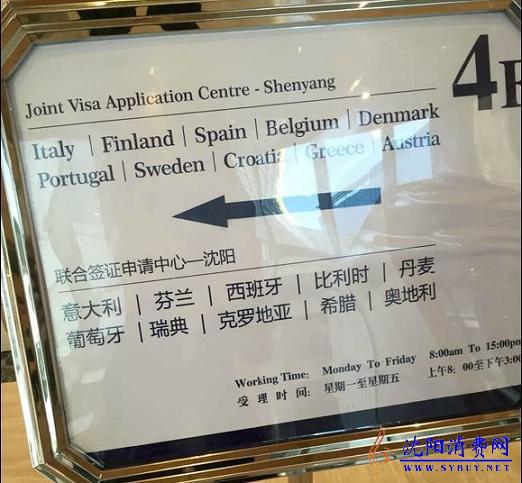 4F
Joint Visa Application Centre - Shenyang
Italy | Finland | Spain | Belgium | Denmark
Portugal | Sweden | Croatia | Greece | Austria
联合签证申请中心—沈阳
意大利 | 芬兰 | 西班牙 | 比利时 | 丹麦
葡萄牙 | 瑞典 | 克罗地亚 | 希腊 | 奥地利
Working Time: Monday To Friday 8:00am To 15:00pm
受理时间: 星期一至星期五 上午8:00至下午3:00
沈阳消费网
WWW.SYBUY.NET